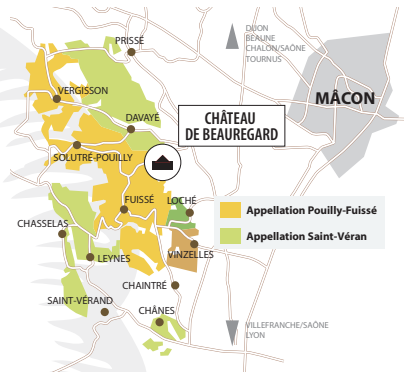 DIJON
BEAUNE
CHALON/SAÔNE
TOURNUS
PRISSÉ
VERGISSON
MÂCON
DAVAYÉ
CHÂTEAU
DE BEAUREGARD
SOLUTRÉ-POUILLY
FUISSÉ
LOCHÉ
Appellation Pouilly-Fuissé
CHASSELAS
Appellation Saint-Véran
LEYNES
VINZELLES
CHAINTRÉ
SAINT-VÉRAND
CHÂNES
VILLEFRANCHE/SAÔNE
LYON